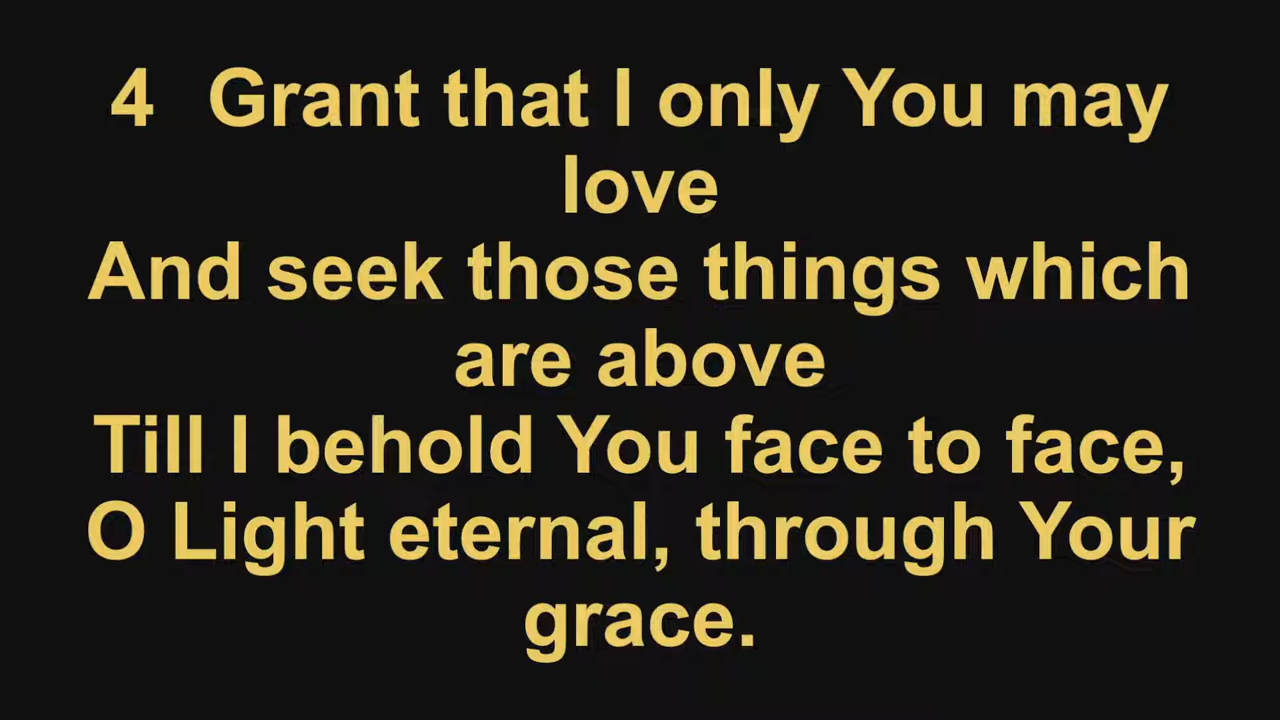 4 Grant that I only You may
love
And seek those things which
are above
Till I behold You face to face,
O Light eternal, through Your
grace.